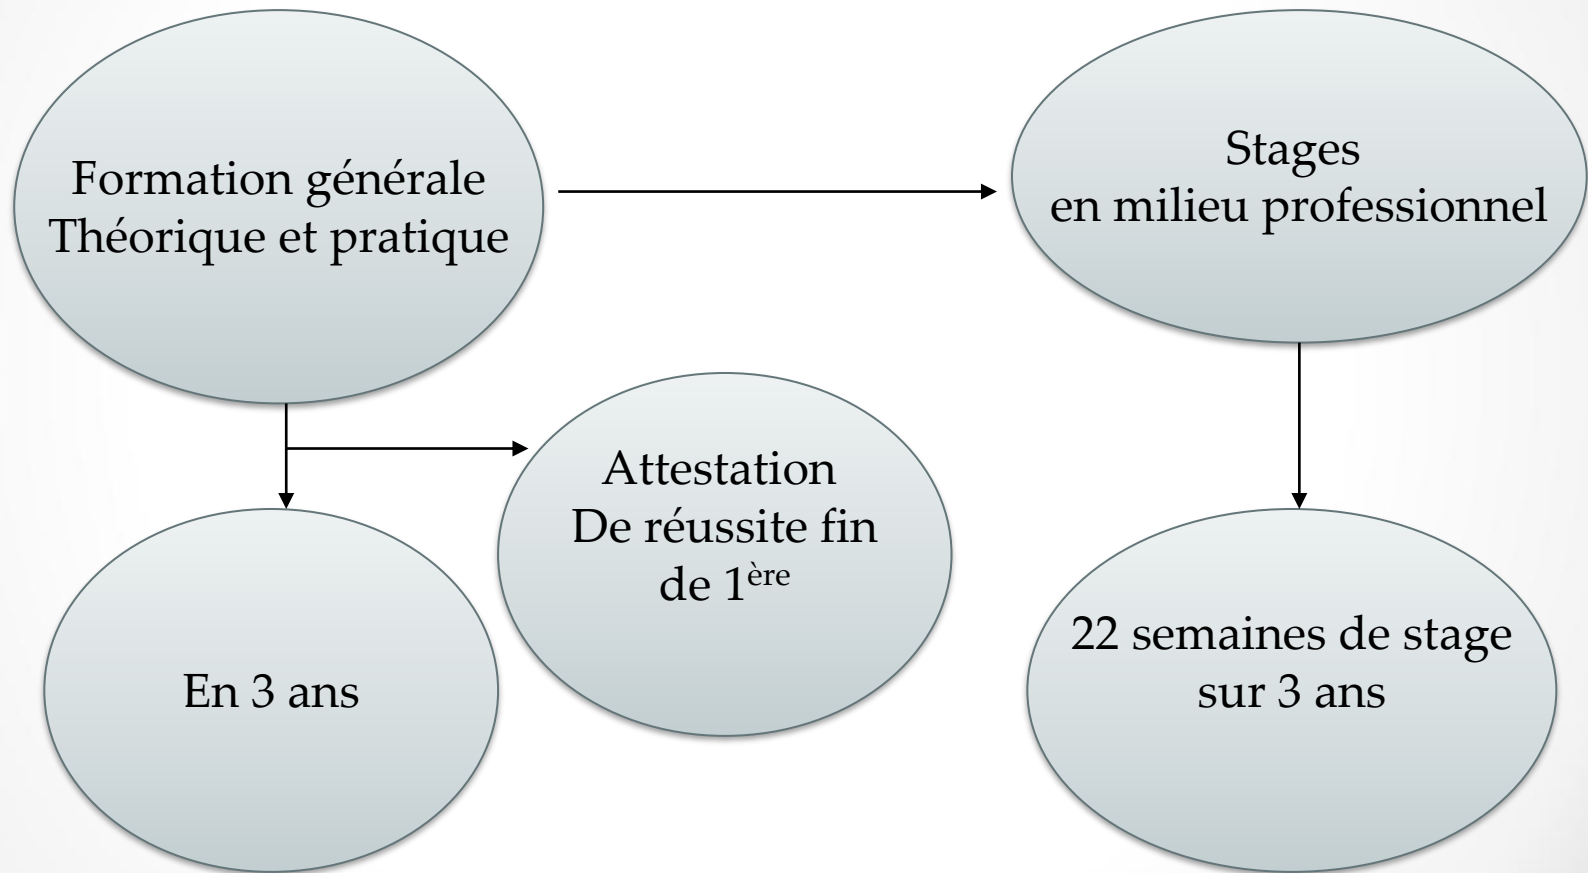 Formation générale
Théorique et pratique
Stages
en milieu professionnel
Attestation
De réussite fin
de 1ère
En 3 ans
22 semaines de stage
sur 3 ans